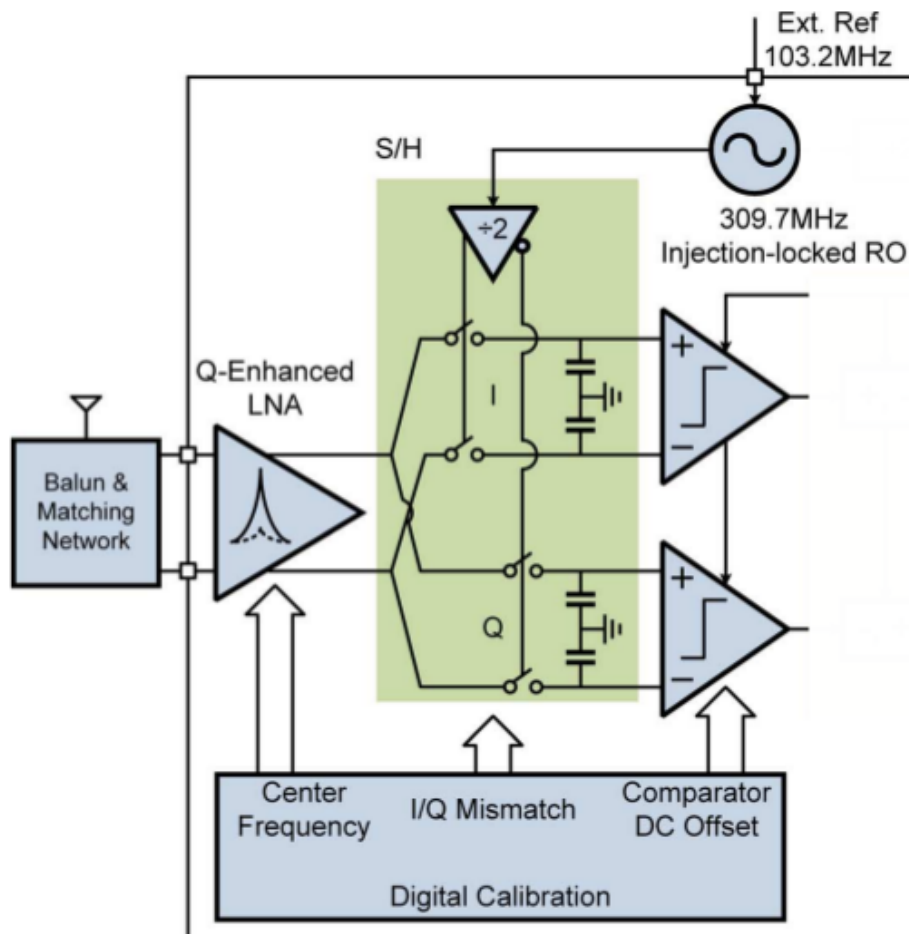 Ext. Ref
103.2MHz
S/H
÷2
309.7MHz
Injection-locked RO
Q-Enhanced
LNA
I
+
−
Balun &
Matching
Network
Q
+
−
Center
Frequency
I/Q Mismatch
Comparator
DC Offset
Digital Calibration